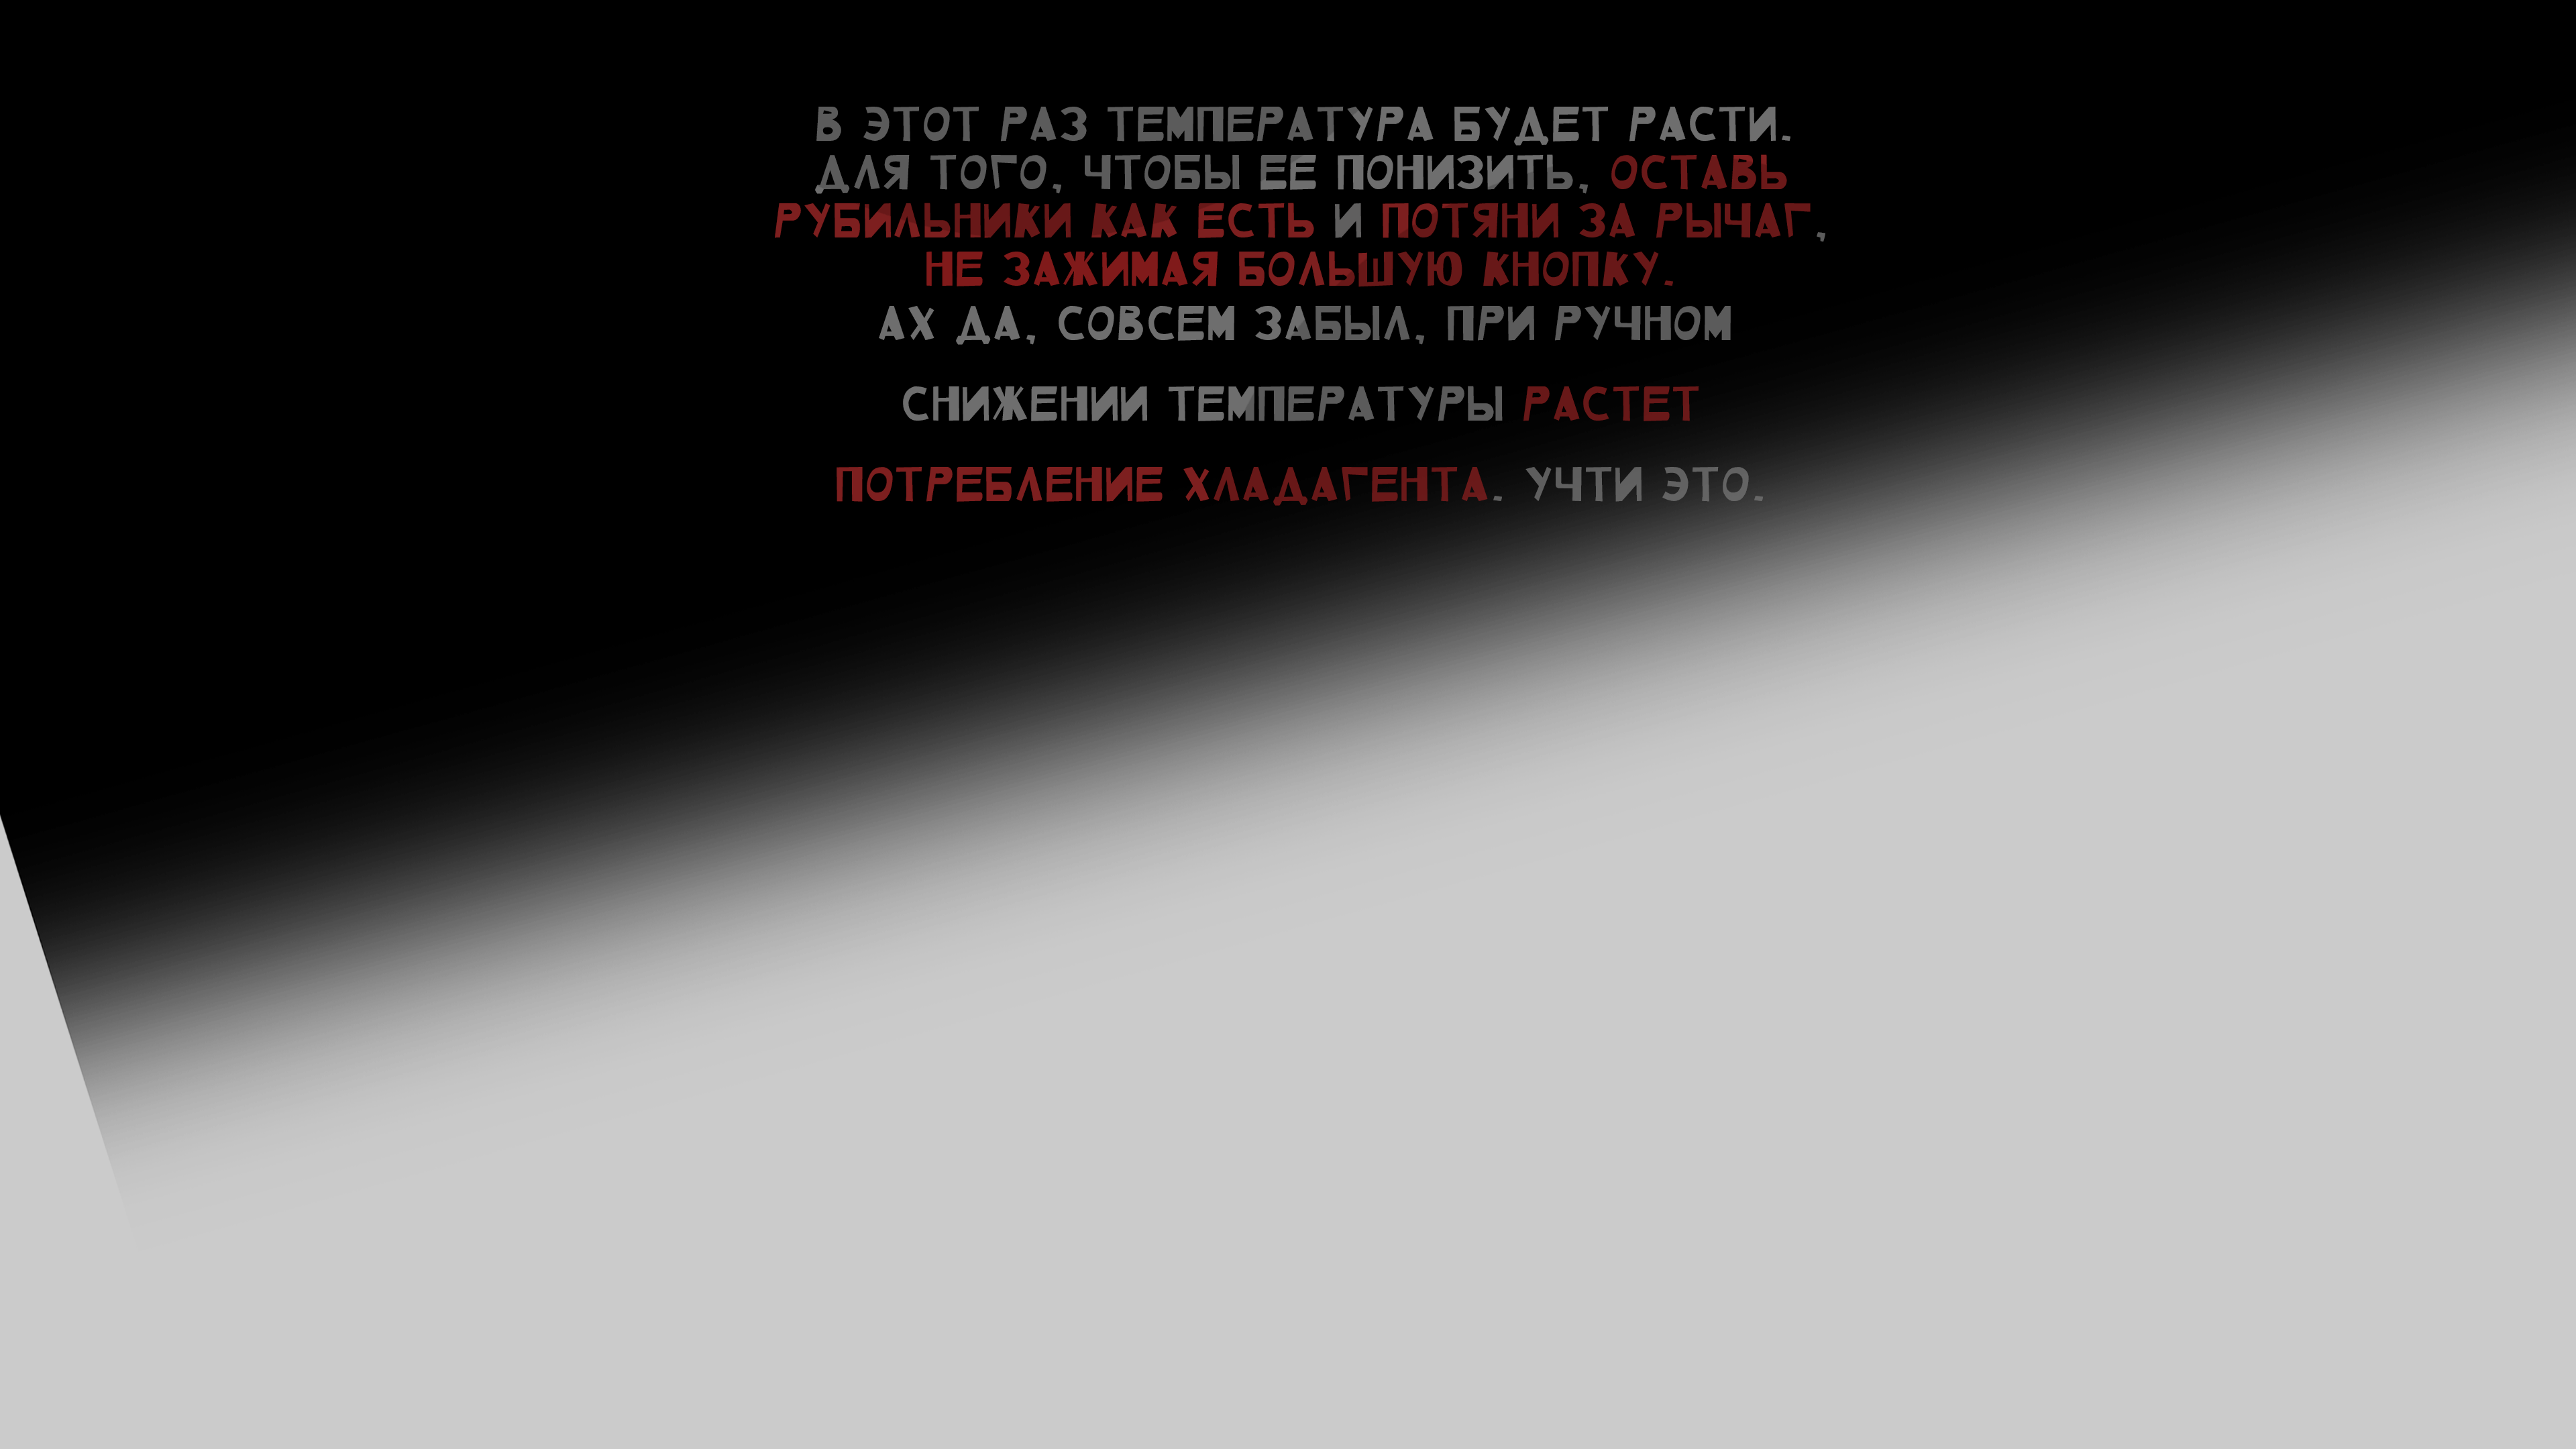 В ЭТОТ РАЗ ТЕМПЕРАТУРА БУДЕТ РАСТИ.
ДЛЯ ТОГО, ЧТОБЫ ЕЕ ПОНИЗИТЬ, ОСТАВЬ
РУБИЛЬНИКИ КАК ЕСТЬ И ПОТЯНИ ЗА РЫЧАГ,
НЕ ЗАЖИМАЯ БОЛЬШУЮ КНОПКУ.
АХ ДА, СОВСЕМ ЗАБЫЛ, ПРИ РУЧНОМ
СНИЖЕНИИ ТЕМПЕРАТУРЫ РАСТЕТ
ПОТРЕБЛЕНИЕ ХЛАДАГЕНТА. УЧТИ ЭТО.